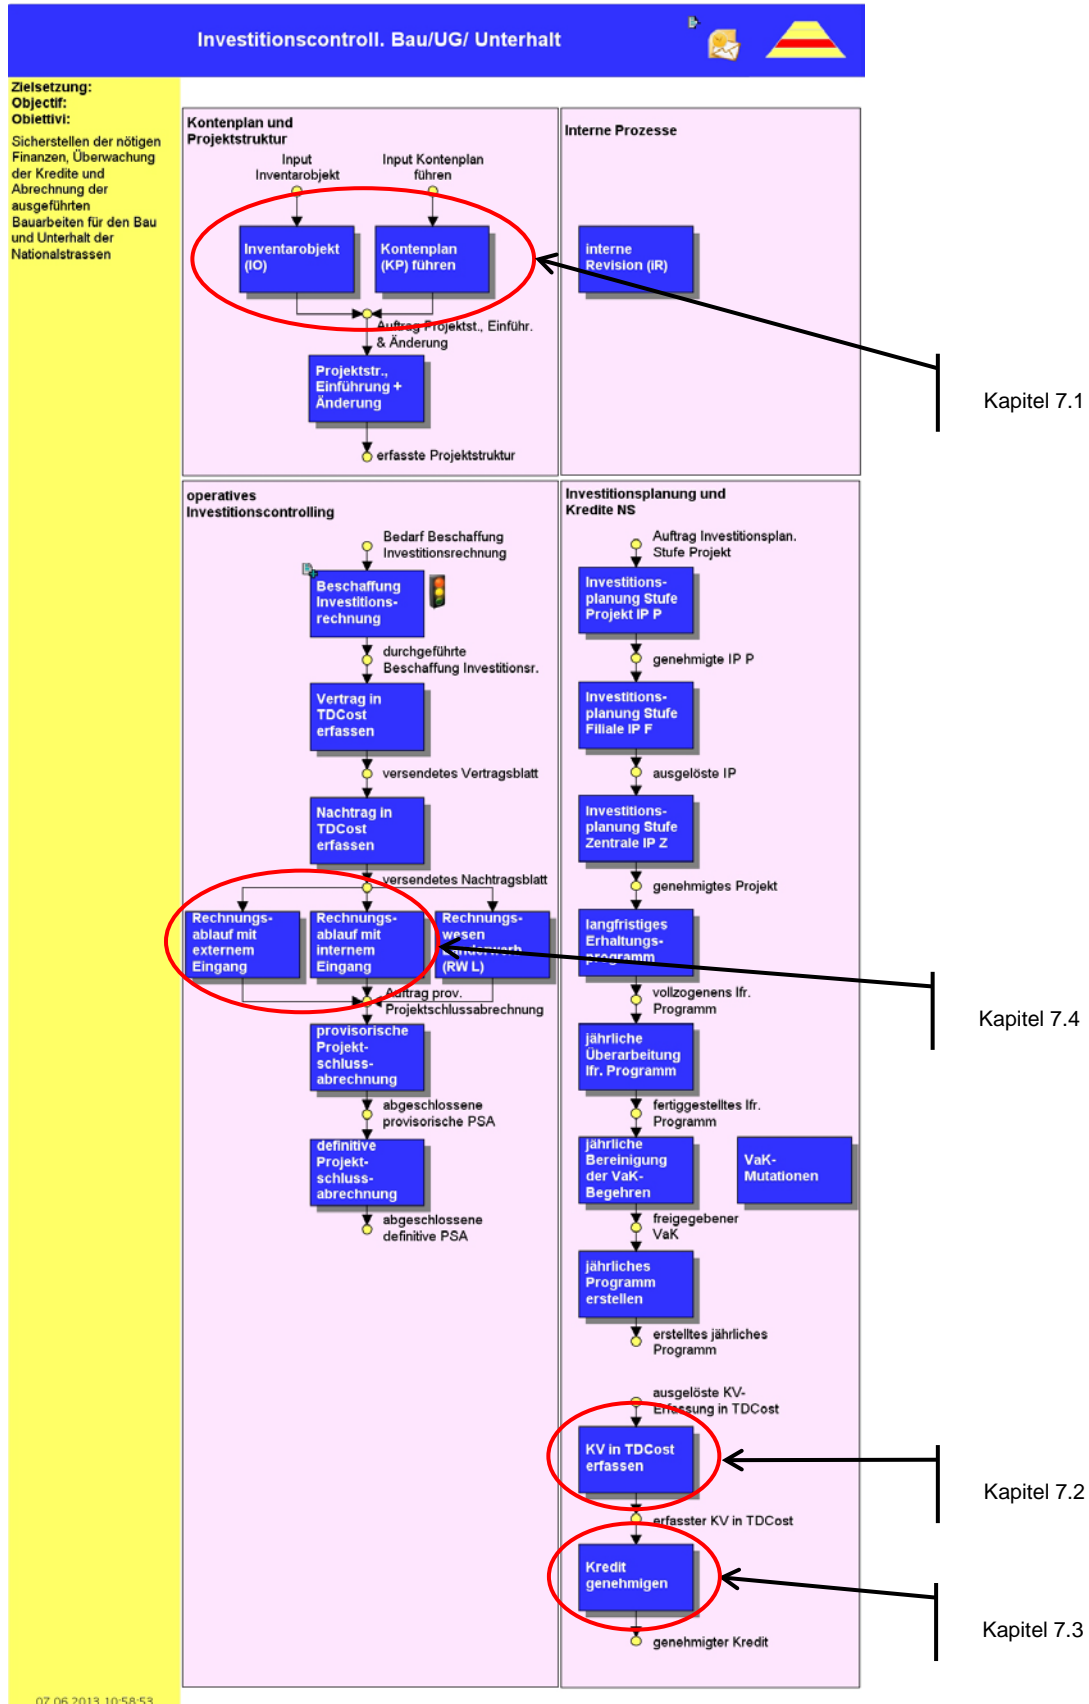 Investitionscontroll. Bau/UG/ Unterhalt
Zielsetzung:
Objectif:
Obiettivi:
Sicherstellen der nötigen
Finanzen, Überwachung
der Kredite und
Abrechnung der
ausgeführten
Bauarbeiten für den Bau
und Unterhalt der
Nationalstrassen
Kontenplan und
Projektstruktur
Input
Inventarobjekt
Input Kontenplan
führen
Inventarobjekt
(IO)
Kontenplan
(KP) führen
Auftrag Projektst., Einführ.
& Änderung
Projektstr.,
Einführung +
Änderung
erfasste Projektstruktur
Interne Prozesse
interne
Revision (iR)
Kapitel 7.1
operatives
Investitionscontrolling
Bedarf Beschaffung
Investitionsrechnung
Beschaffung
Investitions-
rechnung
durchgeführte
Beschaffung Investitionsr.
Vertrag in
TDCost
erfassen
versendetes Vertragsblatt
Nachtrag in
TDCost
erfassen
versendetes Nachtragsblatt
Rechnungs-
ablauf mit
externem
Eingang
Rechnungs-
ablauf mit
internem
Eingang
Rechnungs-
wesen
Landerwerb
(RW L)
Auftrag prov.
Projektschlussabrechnung
provisorische
Projekt-
schluss-
abrechnung
abgeschlossene
provisorische PSA
definitive
Projekt-
schluss-
abrechnung
abgeschlossene
definitive PSA
Investitionsplanung und
Kredite NS
Auftrag Investitionsplan.
Stufe Projekt
Investitions-
planung Stufe
Projekt IP P
genehmigte IP P
Investitions-
planung Stufe
Filiale IP F
ausgelöste IP
Investitions-
planung Stufe
Zentrale IP Z
genehmigtes Projekt
langfristiges
Erhaltungs-
programm
vollzogenens lfr.
Programm
Kapitel 7.4
jährliche
Überarbeitung
lfr. Programm
fertiggestelltes lfr.
Programm
jährliche
Bereinigung
der VaK-
Begehren
VaK-
Mutationen
freigegebener
VaK
jährliches
Programm
erstellen
erstelltes jährliches
Programm
ausgelöste KV-
Erfassung in TDCost
KV in TDCost
erfassen
Kapitel 7.2
erfasster KV in TDCost
Kredit
genehmigen
Kapitel 7.3
genehmigter Kredit
07.06.2013 10:58:53